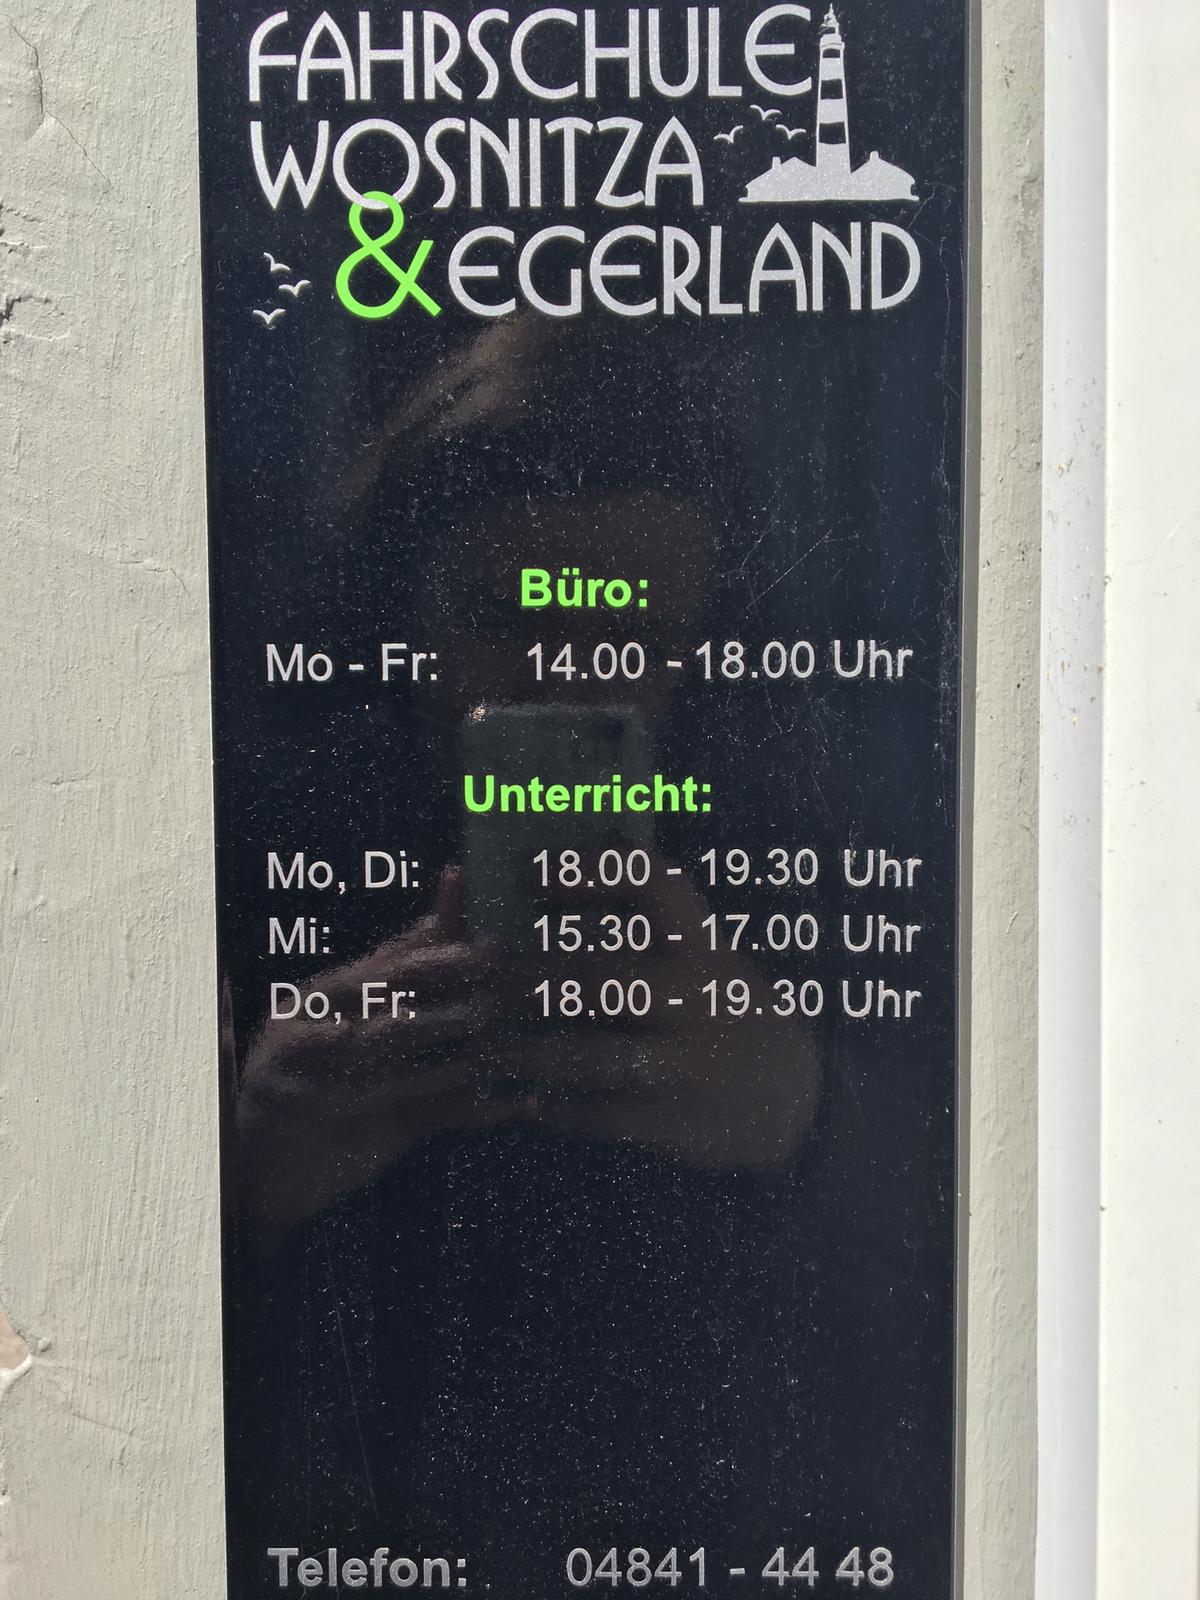 FAHRSCHULE
WOSNITZA
& EGERLAND
Büro:
Mo - Fr: 14.00 - 18.00 Uhr
Unterricht:
Mo, Di: 18.00 - 19.30 Uhr
Mi: 15.30 - 17.00 Uhr
Do, Fr: 18.00 - 19.30 Uhr
Telefon: 04841 - 44 48